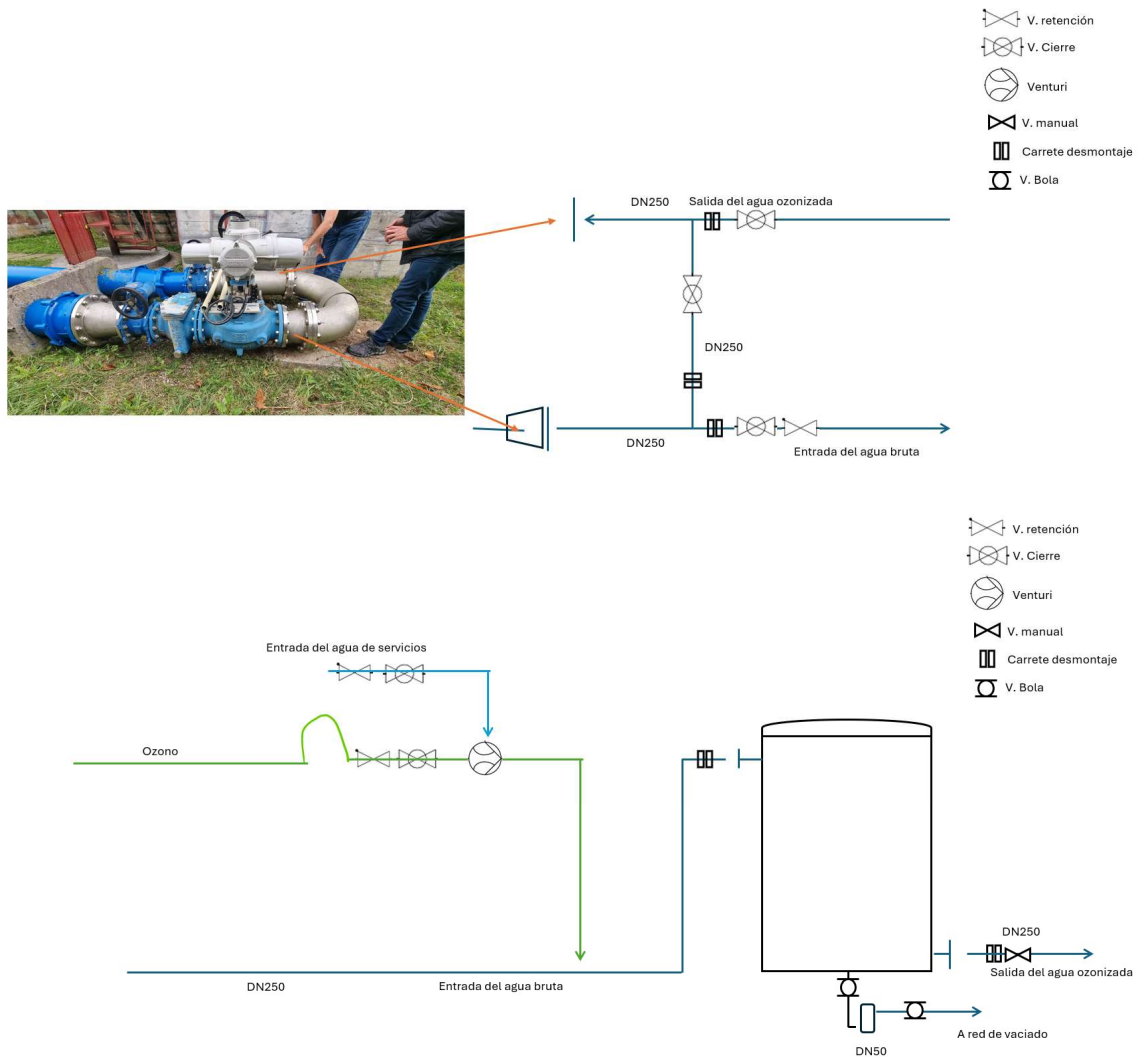 V. retención
V. Cierre
Venturi
V. manual
Carrete desmontaje
V. Bola
DN250
Salida del agua ozonizada
DN250
DN250
Entrada del agua bruta
V. retención
V. Cierre
Venturi
V. manual
Carrete desmontaje
V. Bola
Entrada del agua de servicios
Ozono
DN250
Entrada del agua bruta
DN250
Salida del agua ozonizada
A red de vaciado
DN50